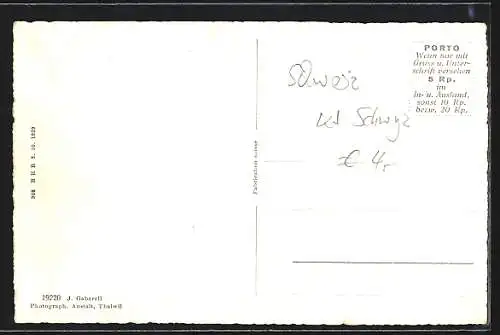 PORTO
Wenn nur mit
Gruss u. Unter-
schrift versehen
5 Rp.
im
In- u. Ausland,
sonst 10 Rp.
bezw. 20 Rp.
Schweiz
Kt Schwyz
€ 4,-
19220 J. Gaberell
Photograph. Anstalt, Thalwil